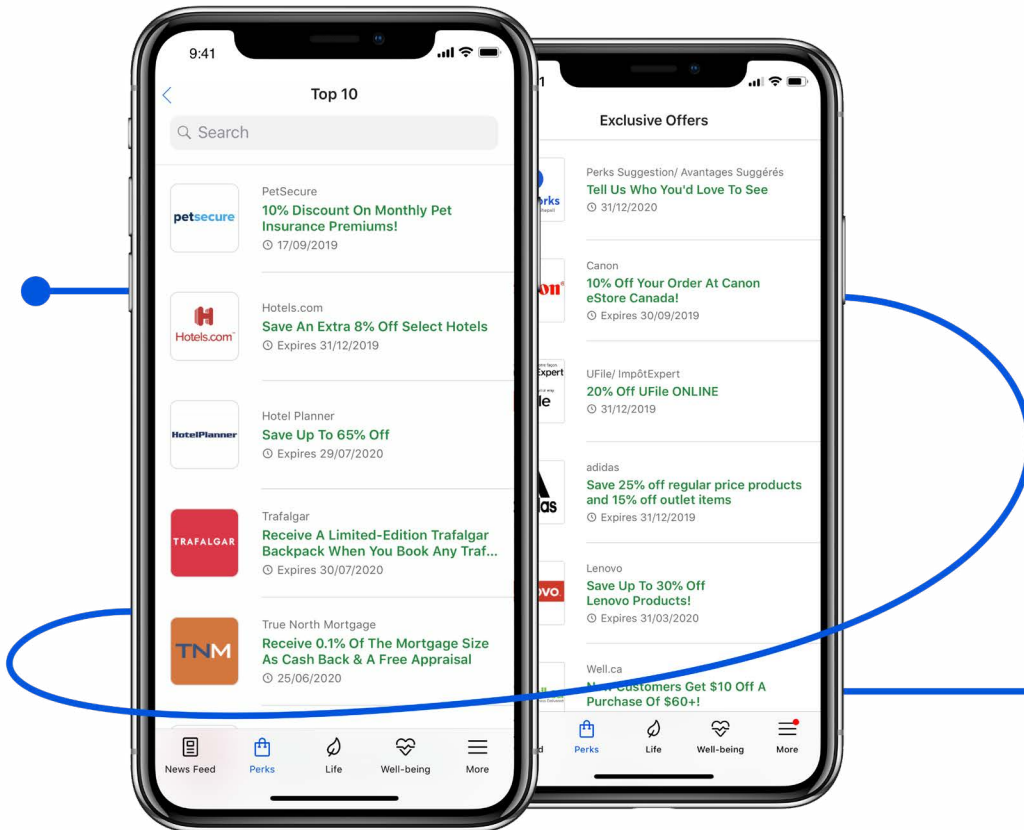 9:41
Top 10
Search
petsecure
PetSecure
10% Discount On Monthly Pet
Insurance Premiums!
17/09/2019
Hotels.com
Hotels.com
Save An Extra 8% Off Select Hotels
Expires 31/12/2019
HotelPlanner
Hotel Planner
Save Up To 65% Off
Expires 29/07/2020
TRAFALGAR
Trafalgar
Receive A Limited-Edition Trafalgar
Backpack When You Book Any Traf...
Expires 30/07/2020
TNM
True North Mortgage
Receive 0.1% Of The Mortgage Size
As Cash Back & A Free Appraisal
25/06/2020
News Feed
Perks
Life
Well-being
More
1
Exclusive Offers
orks
Perks Suggestion/ Avantages Suggérés
Tell Us Who You'd Love To See
31/12/2020
on
Canon
10% Off Your Order At Canon
eStore Canada!
Expires 30/09/2019
Expert
le
UFile/ ImpôtExpert
20% Off UFile ONLINE
31/12/2019
das
adidas
Save 25% off regular price products
and 15% off outlet items
Expires 31/12/2019
ovo.
Lenovo
Save Up To 30% Off
Lenovo Products!
Expires 31/03/2020
Well.ca
New Customers Get $10 Off A
Purchase Of $60+!
d
Perks
Life
Well-being
More